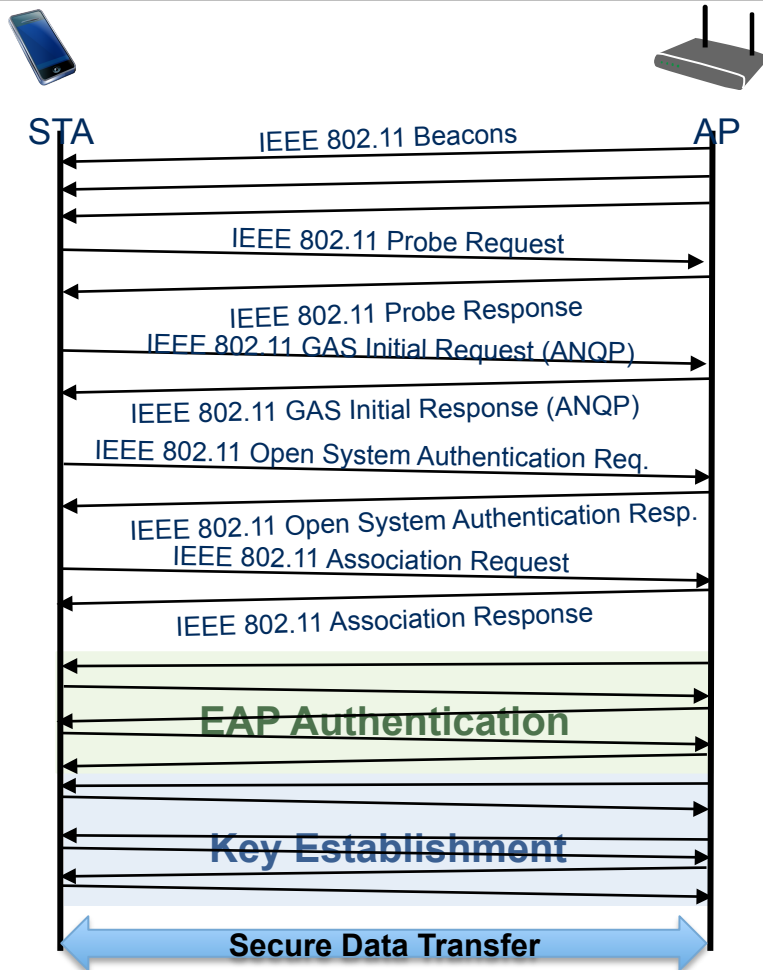 STA
AP
IEEE 802.11 Beacons
IEEE 802.11 Probe Request
IEEE 802.11 Probe Response
IEEE 802.11 GAS Initial Request (ANQP)
IEEE 802.11 GAS Initial Response (ANQP)
IEEE 802.11 Open System Authentication Req.
IEEE 802.11 Open System Authentication Resp.
IEEE 802.11 Association Request
IEEE 802.11 Association Response
EAP Authentication
Key Establishment
Secure Data Transfer